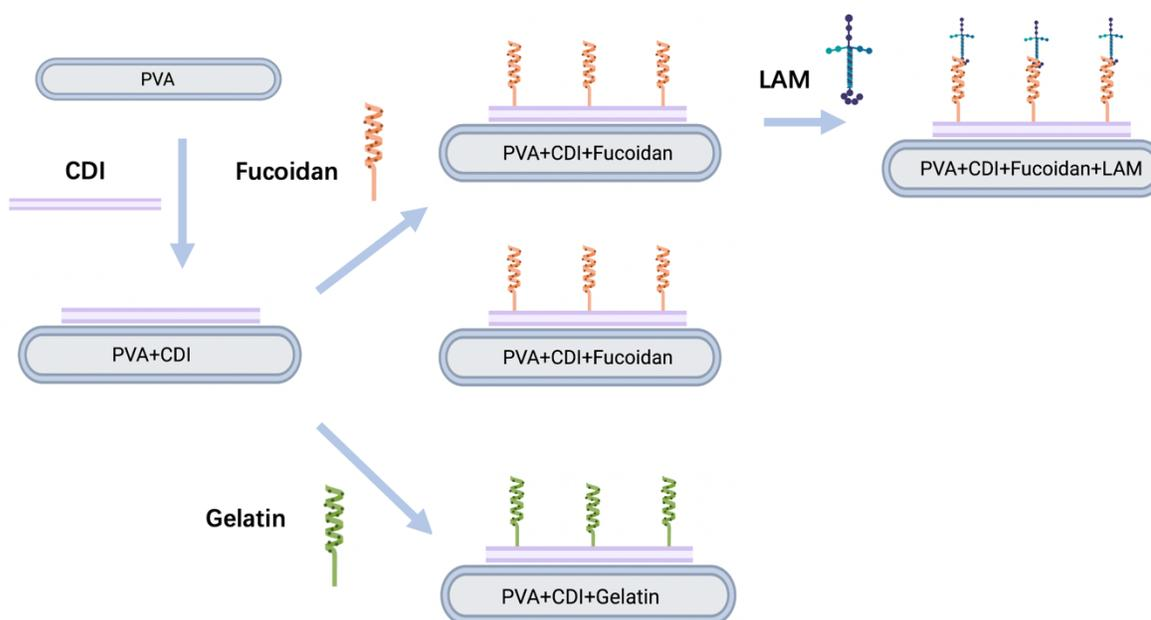 PVA
CDI
PVA+CDI
Fucoidan
PVA+CDI+Fucoidan
LAM
PVA+CDI+Fucoidan+LAM
PVA+CDI+Fucoidan
Gelatin
PVA+CDI+Gelatin